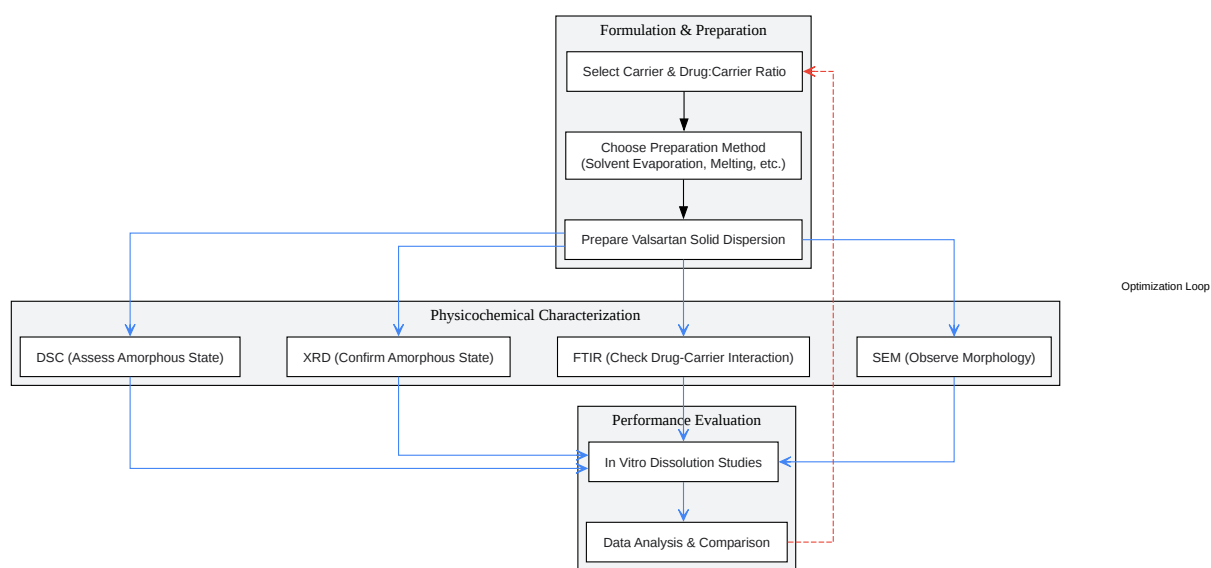 Formulation & Preparation
Select Carrier & Drug:Carrier Ratio
Choose Preparation Method
(Solvent Evaporation, Melting, etc.)
Prepare Valsartan Solid Dispersion
Optimization Loop
Physicochemical Characterization
DSC (Assess Amorphous State)
XRD (Confirm Amorphous State)
FTIR (Check Drug-Carrier Interaction)
SEM (Observe Morphology)
Performance Evaluation
In Vitro Dissolution Studies
Data Analysis & Comparison